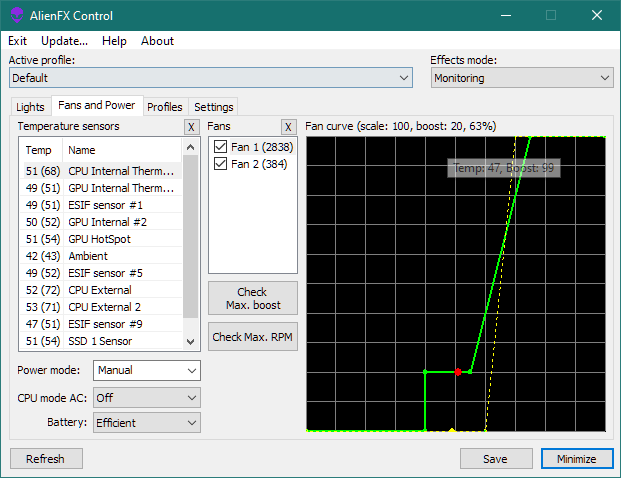 AlienFX Control
Exit Update... Help About
Active profile: Effects mode:
Default Monitoring
Lights Fans and Power Profiles Settings
Temperature sensors X Fans X Fan curve (scale: 100, boost: 20, 63%)
Temp Name
51 (68) CPU Internal Therm...
49 (51) GPU Internal Therm...
49 (51) ESIF sensor #1
50 (52) GPU Internal #2
51 (54) GPU HotSpot
42 (43) Ambient
49 (52) ESIF sensor #5
52 (72) CPU External
53 (71) CPU External 2
47 (51) ESIF sensor #9
51 (54) SSD 1 Sensor
Fan 1 (2838)
Fan 2 (384)
Check
Max. boost
Check Max. RPM
Temp: 47, Boost: 99
Power mode: Manual
CPU mode AC: Off
Battery: Efficient
Refresh Save Minimize